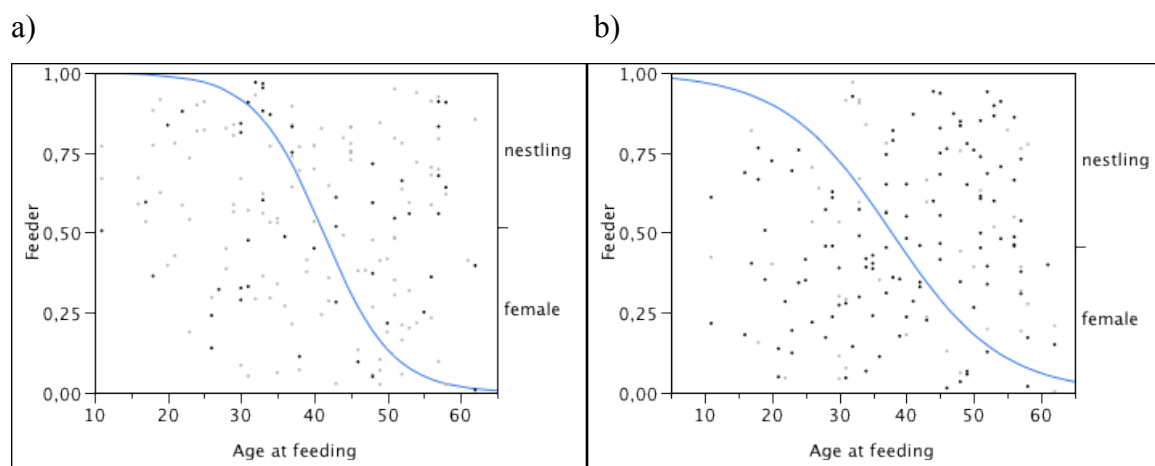 a)
1,00
0,75
0,50
0,25
0,00
Feeder
nestling
female
10 20 30 40 50 60
Age at feeding
b)
1,00
0,75
0,50
0,25
0,00
Feeder
nestling
female
10 20 30 40 50 60
Age at feeding